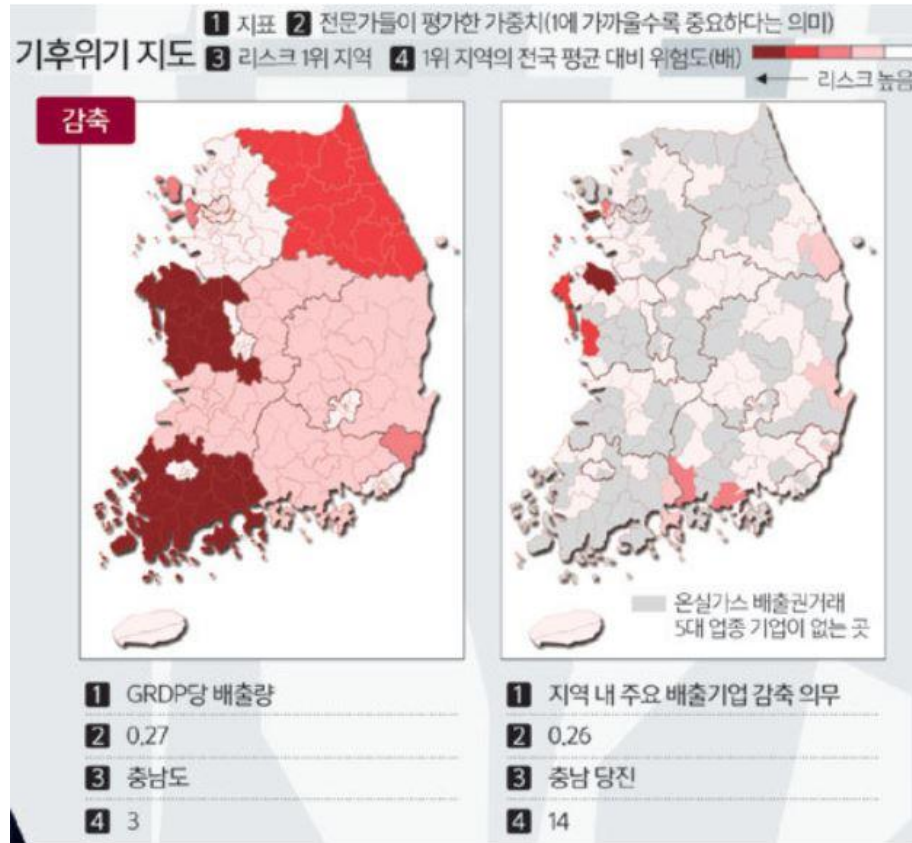 1 지표 2 전문가들이 평가한 가중치(1에 가까울수록 중요하다는 의미)
기후위기 지도 3 리스크 1위 지역 4 1위 지역의 전국 평균 대비 위험도(배)
← 리스크 높음
감축
온실가스 배출권거래
5대 업종 기업이 없는 곳
1 GRDP당 배출량
2 0.27
3 충남도
4 3
1 지역 내 주요 배출기업 감축 의무
2 0.26
3 충남 당진
4 14